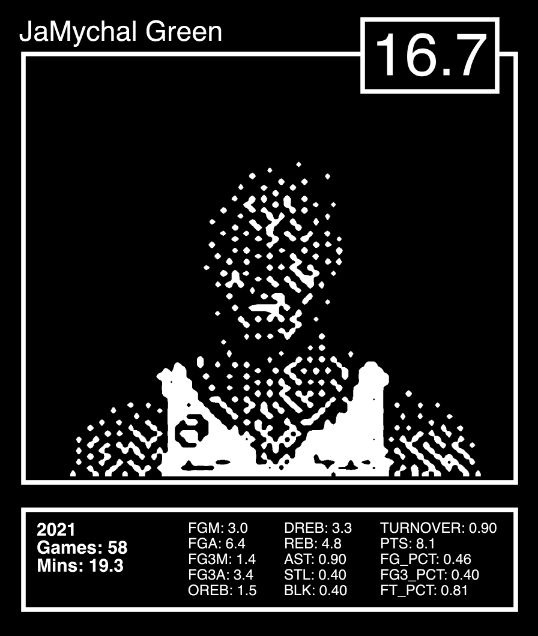 JaMychal Green
16.7
2021
Games: 58
Mins: 19.3
FGM: 3.0
FGA: 6.4
FG3M: 1.4
FG3A: 3.4
OREB: 1.5
DREB: 3.3
REB: 4.8
AST: 0.90
STL: 0.40
BLK: 0.40
TURNOVER: 0.90
PTS: 8.1
FG_PCT: 0.46
FG3_PCT: 0.40
FT_PCT: 0.81